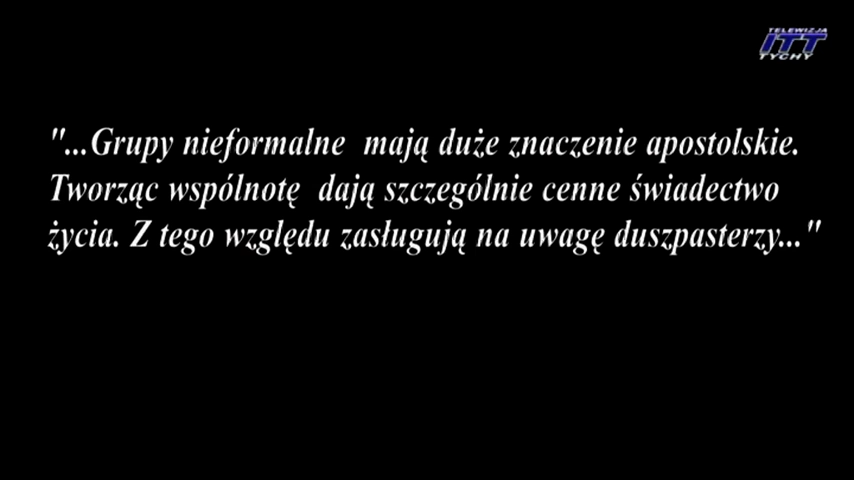 TELEWIZJA
ITT
TYCHY
"...Grupy nieformalne  mają duże znaczenie apostolskie.
Tworząc wspólnotę  dają szczególnie cenne świadectwo
życia. Z tego względu zasługują na uwagę duszpasterzy..."